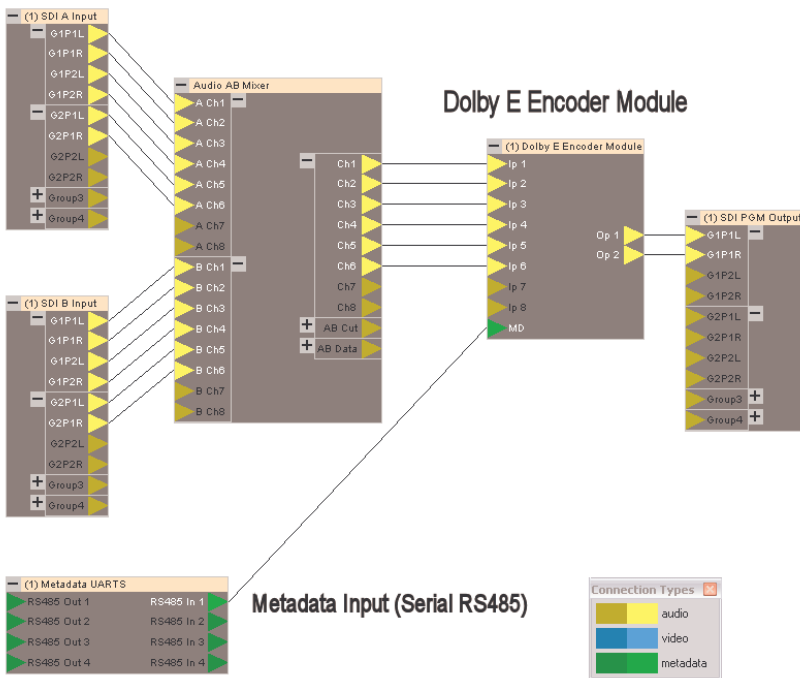 (1) SDI A Input
G1P1L
G1P1R
G1P2L
G1P2R
G2P1L
G2P1R
G2P2L
G2P2R
Group3
Group4
(1) SDI B Input
G1P1L
G1P1R
G1P2L
G1P2R
G2P1L
G2P1R
G2P2L
G2P2R
Group3
Group4
Audio AB Mixer
A Ch1
A Ch2
A Ch3
A Ch4
A Ch5
A Ch6
A Ch7
A Ch8
B Ch1
B Ch2
B Ch3
B Ch4
B Ch5
B Ch6
B Ch7
B Ch8
Ch1
Ch2
Ch3
Ch4
Ch5
Ch6
Ch7
Ch8
AB Cut
AB Data
Dolby E Encoder Module
(1) Dolby E Encoder Module
Ip 1
Ip 2
Ip 3
Ip 4
Ip 5
Ip 6
Ip 7
Ip 8
MD
Op 1
Op 2
(1) SDI PGM Output
G1P1L
G1P1R
G1P2L
G1P2R
G2P1L
G2P1R
G2P2L
G2P2R
Group3
Group4
(1) Metadata UARTS
RS485 Out 1 RS485 In 1
RS485 Out 2 RS485 In 2
RS485 Out 3 RS485 In 3
RS485 Out 4 RS485 In 4
Metadata Input (Serial RS485)
Connection Types
audio
video
metadata